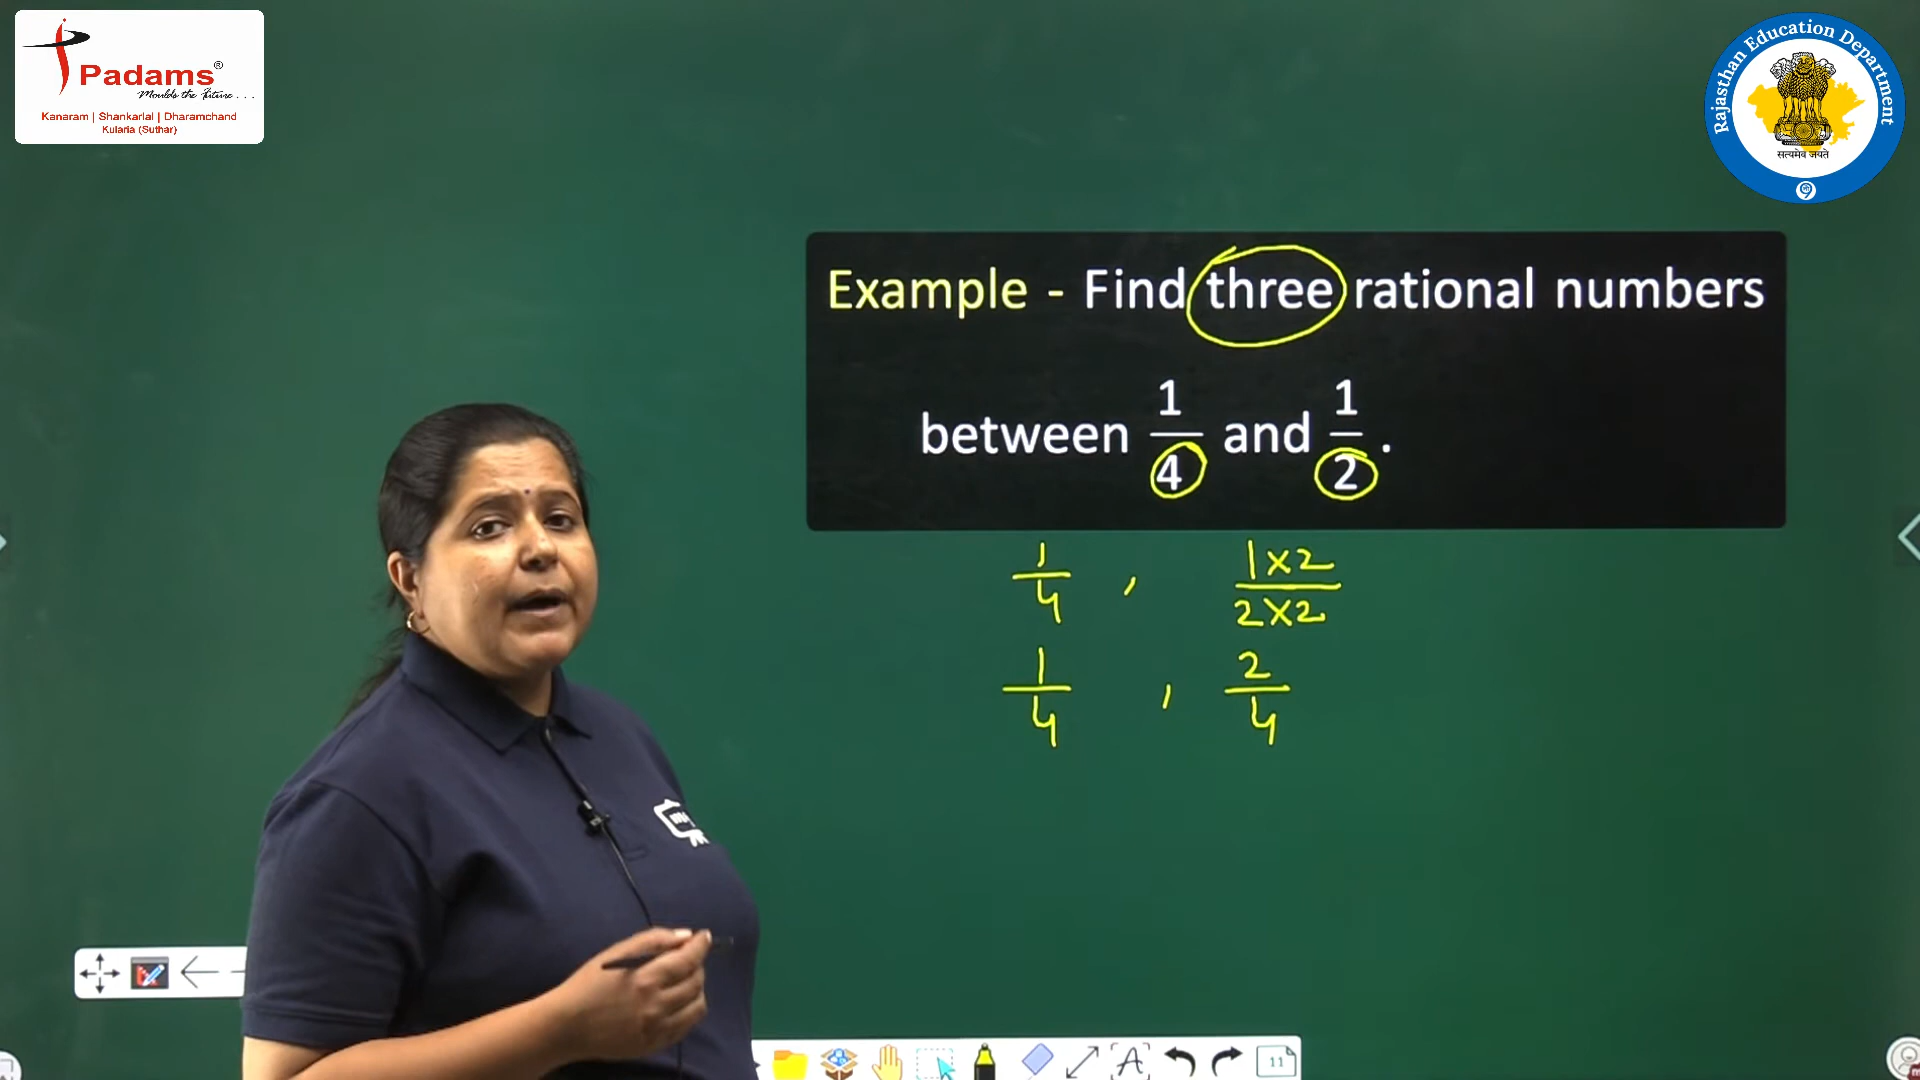 Padams®
Moulds the Future . . .
Kanaram | Shankarlal | Dharamchand
Kularia (Suthar)
Rajasthan Education Department
सत्यमेव जयते
Example - Find three rational numbers
between 1/4 and 1/2 .
1/4 , 1×2/2×2
1/4 , 2/4
A
11